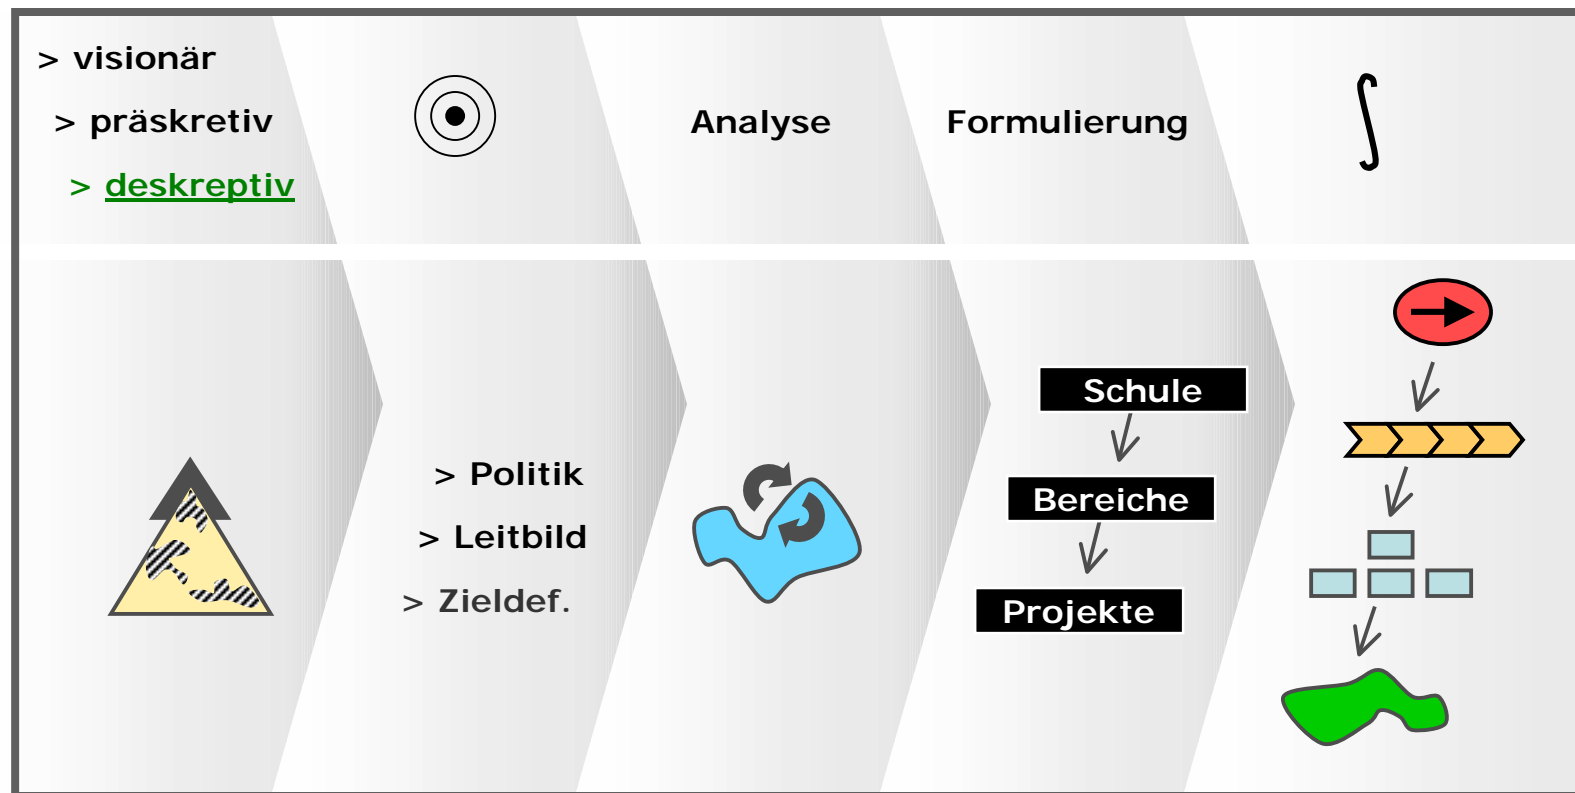 > visionär
> präskretiv
> deskreptiv
Analyse
Formulierung
∫
> Politik
> Leitbild
> Zieldef.
Schule
Bereiche
Projekte